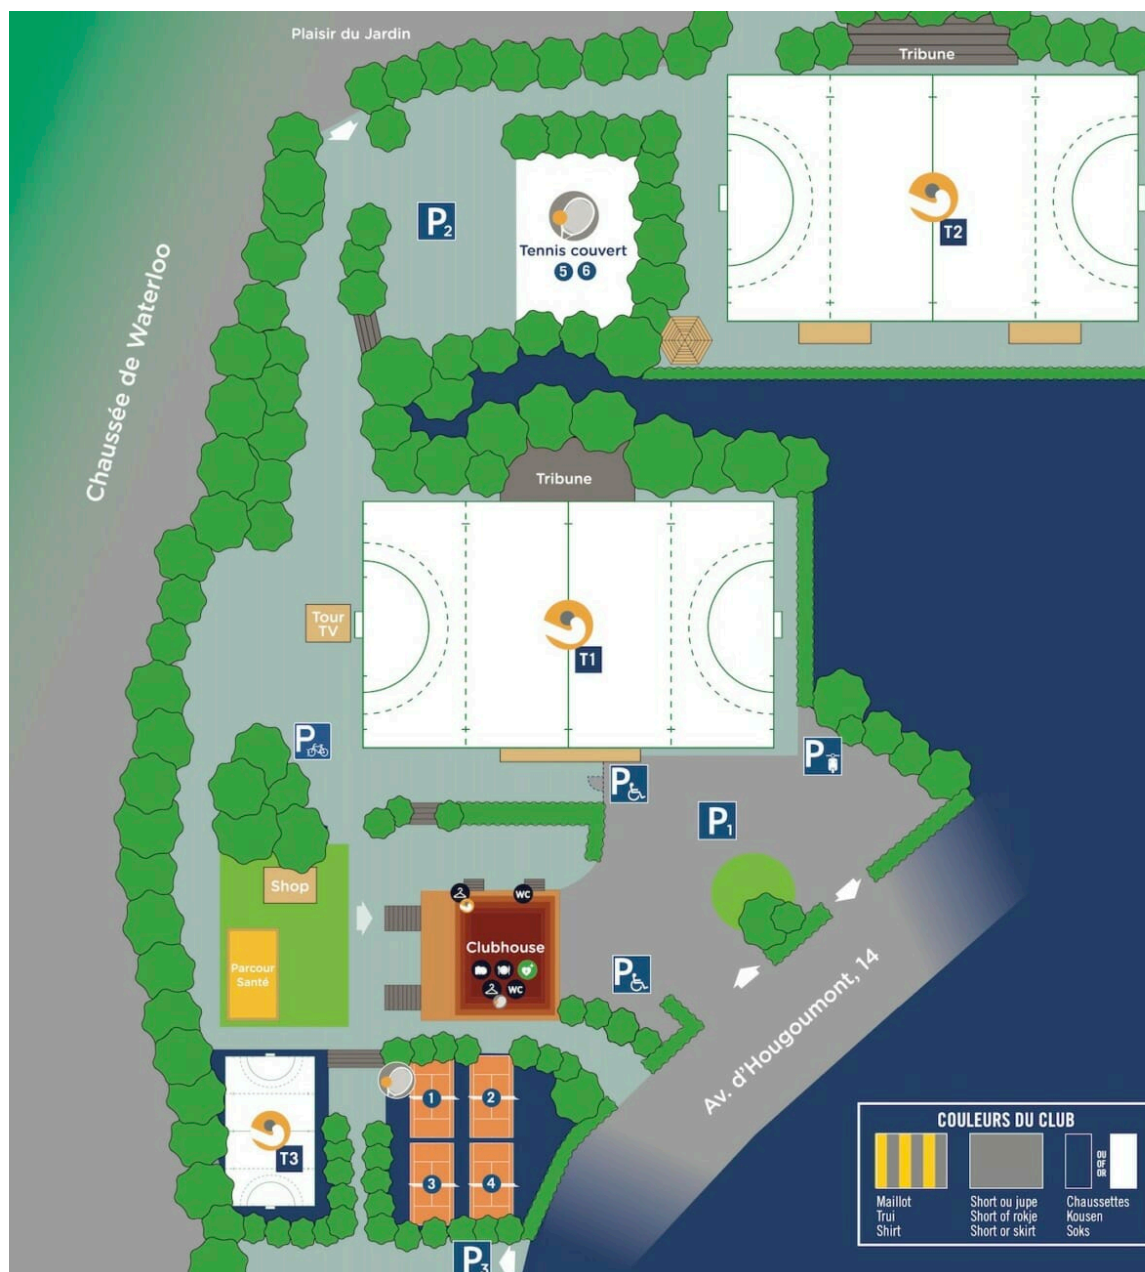 Plaisir du Jardin
Tribune
P2
Tennis couvert
5 6
T2
Chaussée de Waterloo
Tribune
Tour
TV
T1
P
P
P
P1
Shop
WC
Clubhouse
Parcour
Santé
WC
P
Av. d'Hougoumont, 14
1
2
T3
3
4
P3
COULEURS DU CLUB
OU
OF
OR
Maillot
Trui
Shirt
Short ou jupe
Short of rokje
Short or skirt
Chaussettes
Kousen
Soks